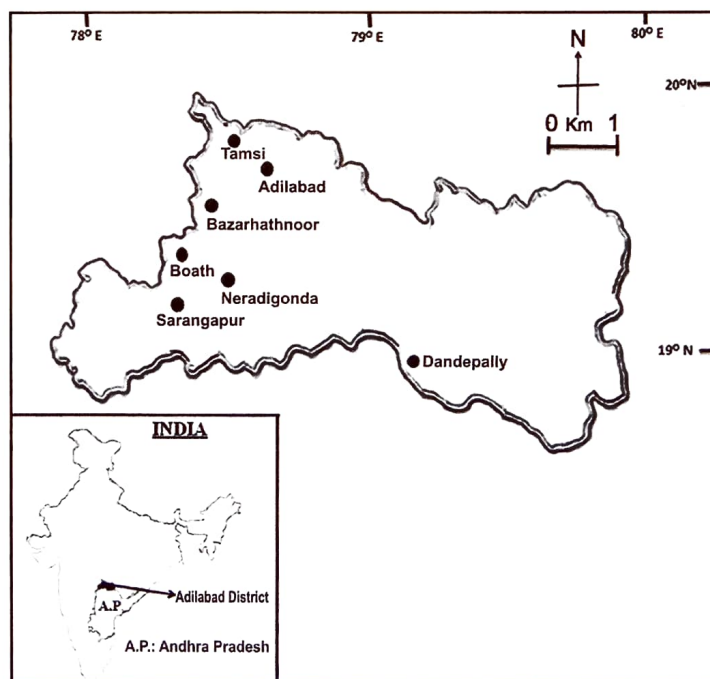 78° E
79° E
80° E
N
20° N
0 Km 1
Tamsi
Adilabad
Bazarhathnoor
Boath
Neradigonda
Sarangapur
Dandepally
19° N
INDIA
A.P.
Adilabad District
A.P.: Andhra Pradesh